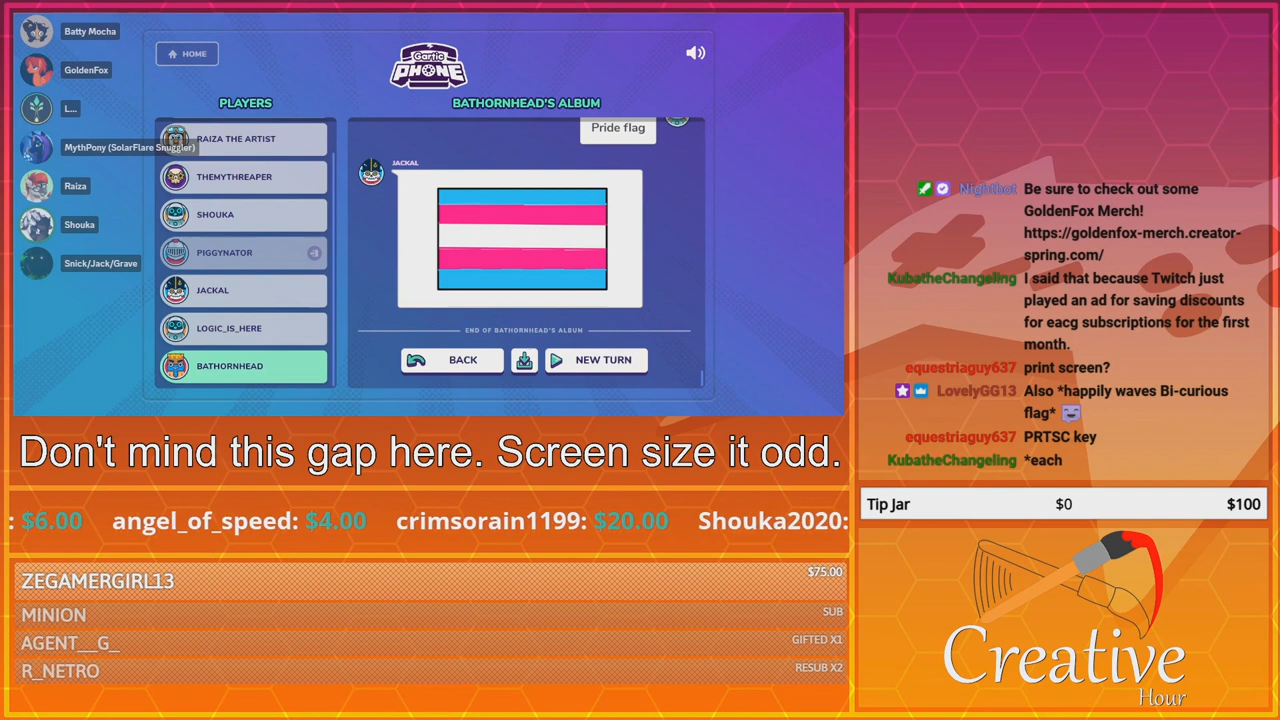 Batty Mocha
GoldenFox
L...
MythPony (SolarFlare Snuggler)
Raiza
Shouka
Snick/Jack/Grave
HOME
Gartic
PHONE
PLAYERS
RAIZA THE ARTIST
THEMYTHREAPER
SHOUKA
PIGGYNATOR
JACKAL
LOGIC_IS_HERE
BATHORNHEAD
BATHORNHEAD'S ALBUM
Pride flag
JACKAL
END OF BATHORNHEAD'S ALBUM
BACK
NEW TURN
Don't mind this gap here. Screen size it odd.
: $6.00 angel_of_speed: $4.00 crimsorain1199: $20.00 Shouka2020:
ZEGAMERGIRL13 $75.00
MINION SUB
AGENT__G_ GIFTED X1
R_NETRO RESUB X2
Nightbot Be sure to check out some
GoldenFox Merch!
https://goldenfox-merch.creator-
spring.com/
KubatheChangeling I said that because Twitch just
played an ad for saving discounts
for eacg subscriptions for the first
month.
equestriaguy637 print screen?
LovelyGG13 Also *happily waves Bi-curious
flag*
equestriaguy637 PRTSC key
KubatheChangeling *each
Tip Jar $0 $100
Creative
Hour